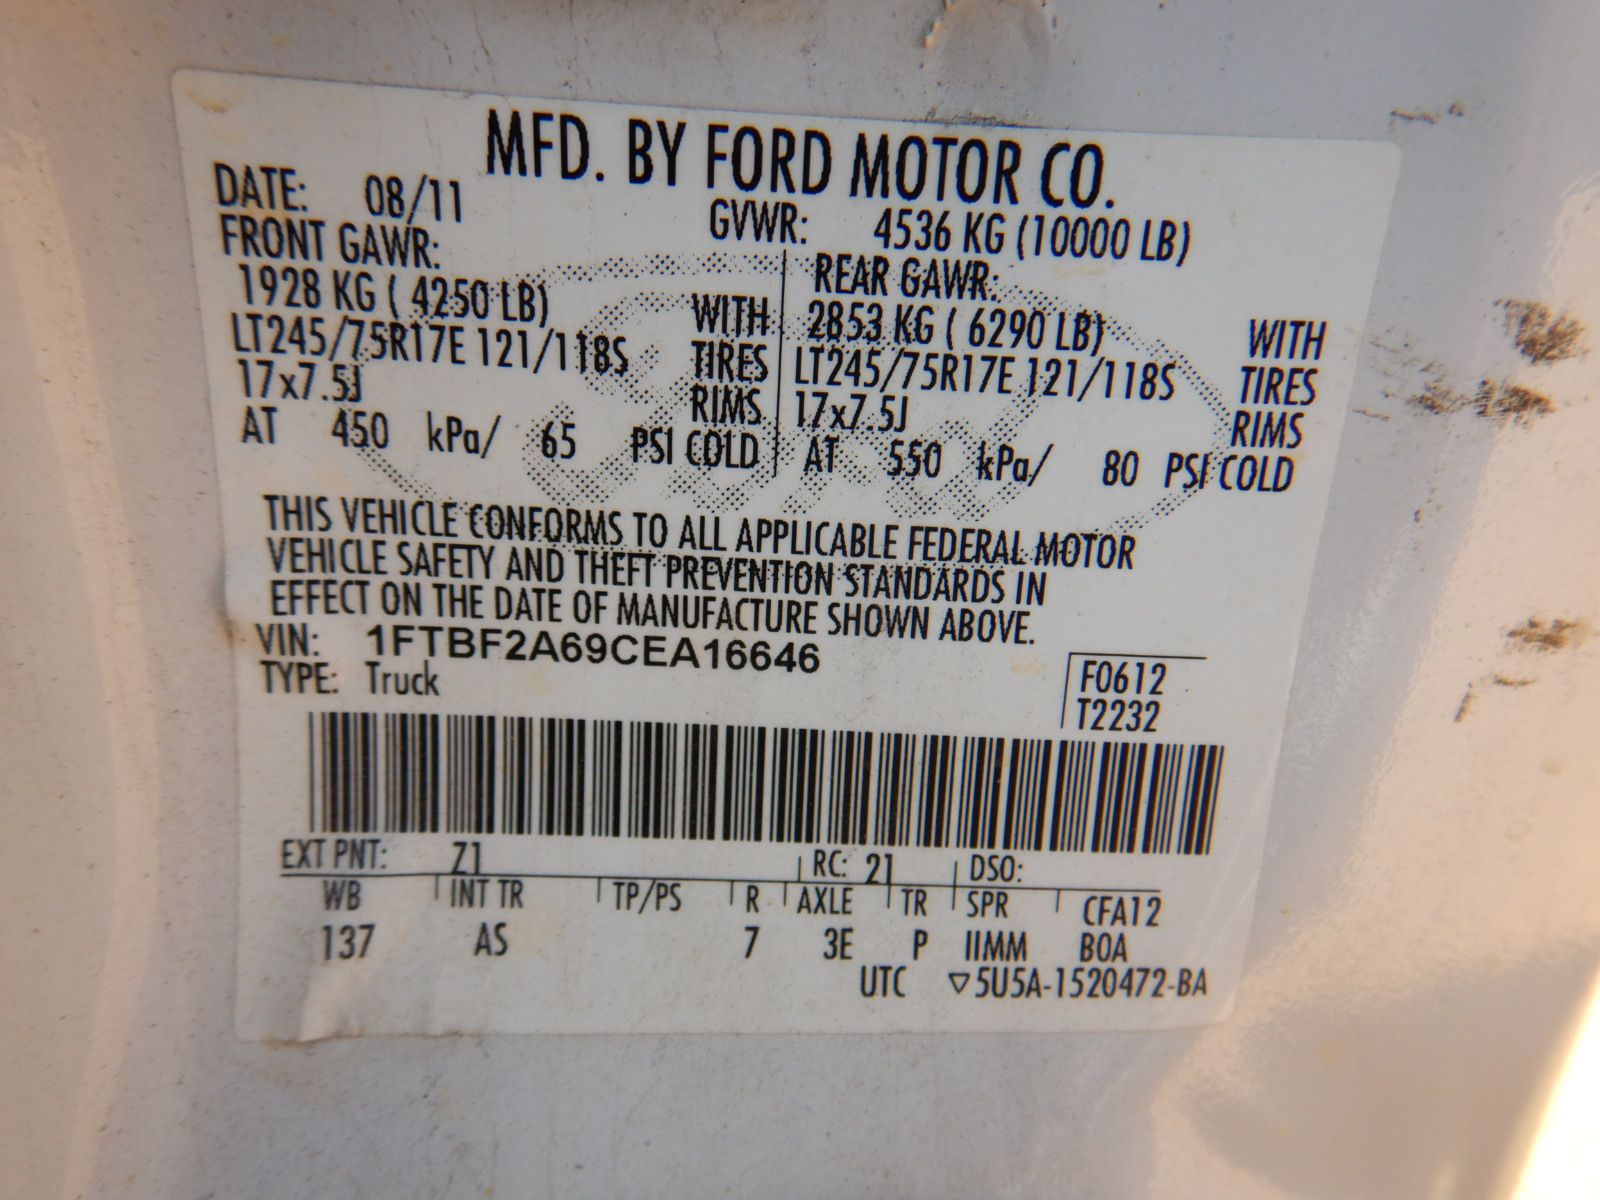 MFD. BY FORD MOTOR CO.
DATE: 08/11 GVWR: 4536 KG (10000 LB)
FRONT GAWR: REAR GAWR:
1928 KG ( 4250 LB) WITH 2853 KG ( 6290 LB) WITH
LT245/75R17E 121/118S TIRES LT245/75R17E 121/118S TIRES
17x7.5J RIMS 17x7.5J RIMS
AT 450 kPa/ 65 PSI COLD AT 550 kPa/ 80 PSI COLD
THIS VEHICLE CONFORMS TO ALL APPLICABLE FEDERAL MOTOR
VEHICLE SAFETY AND THEFT PREVENTION STANDARDS IN
EFFECT ON THE DATE OF MANUFACTURE SHOWN ABOVE.
VIN: 1FTBF2A69CEA16646
TYPE: Truck F0612
T2232
EXT PNT: Z1 RC: 21 DSO:
WB INT TR TP/PS R AXLE TR SPR CFA12
137 AS 7 3E P IIMM BOA
UTC ▽5U5A-1520472-BA